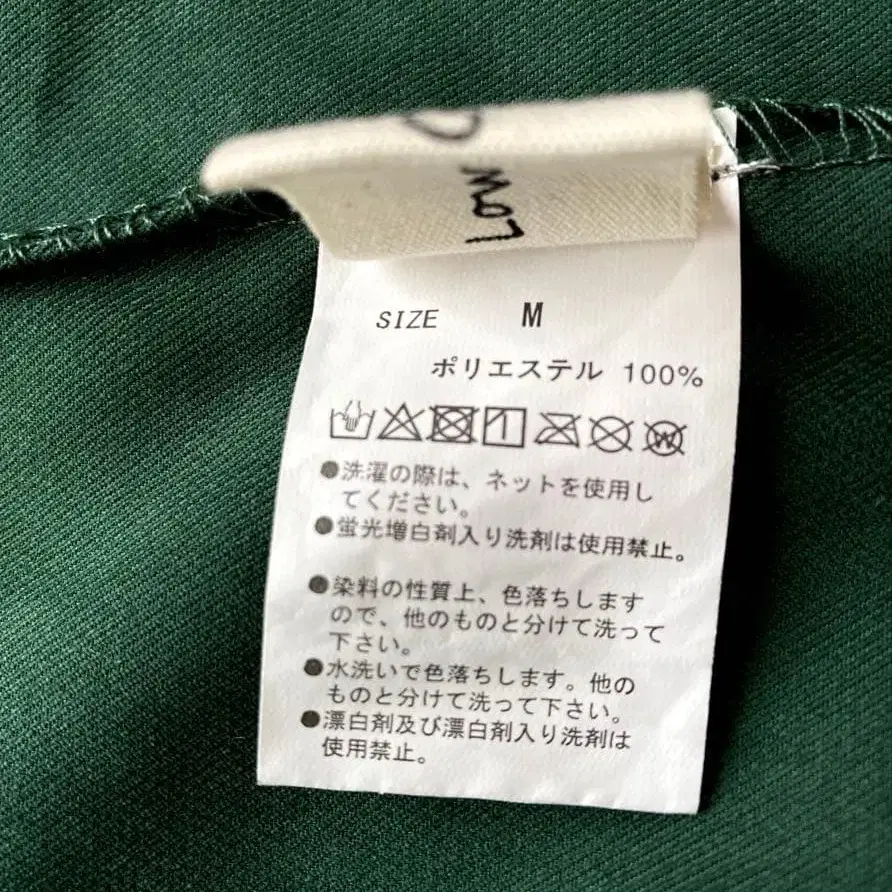 Low
SIZE M
ポリエステル 100%
●洗濯の際は、ネットを使用し
てください。
●蛍光増白剤入り洗剤は使用禁止。
●染料の性質上、色落ちします
ので、他のものと分けて洗って
下さい。
●水洗いで色落ちします。他の
ものと分けて洗って下さい。
●漂白剤及び漂白剤入り洗剤は
使用禁止。